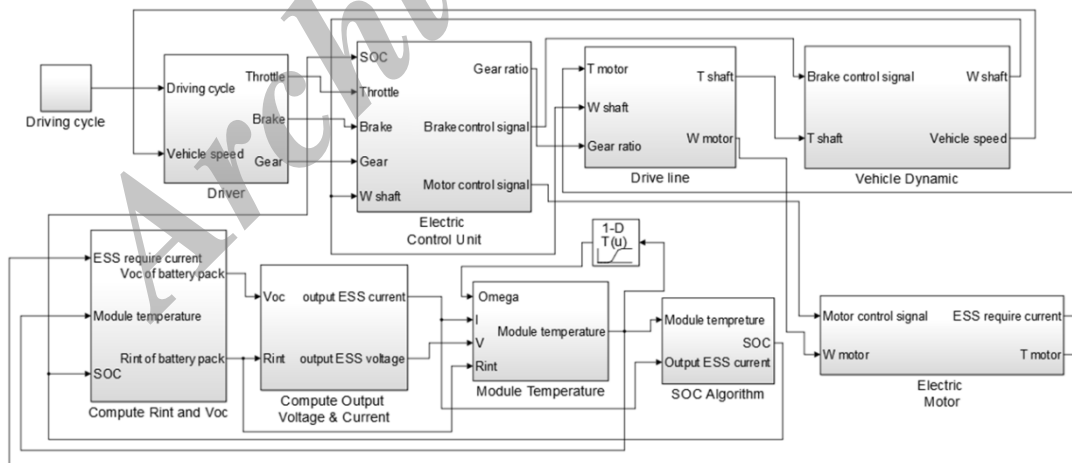 Driving cycle
Driving cycle
Vehicle speed
Throttle
Brake
Gear
Driver
SOC
Throttle
Brake
Gear
W shaft
Gear ratio
Brake control signal
Motor control signal
Electric
Control Unit
T motor
W shaft
Gear ratio
T shaft
W motor
Drive line
Brake control signal
T shaft
W shaft
Vehicle speed
Vehicle Dynamic
ESS require current
Voc of battery pack
Module temperature
Rint of battery pack
SOC
Compute Rint and Voc
Voc
Rint
output ESS current
output ESS voltage
Compute Output
Voltage & Current
1-D
T(u)
Omega
I
V
Rint
Module temperature
Module Temperature
Module tempreture
SOC
Output ESS current
SOC Algorithm
Motor control signal
W motor
ESS require current
T motor
Electric
Motor